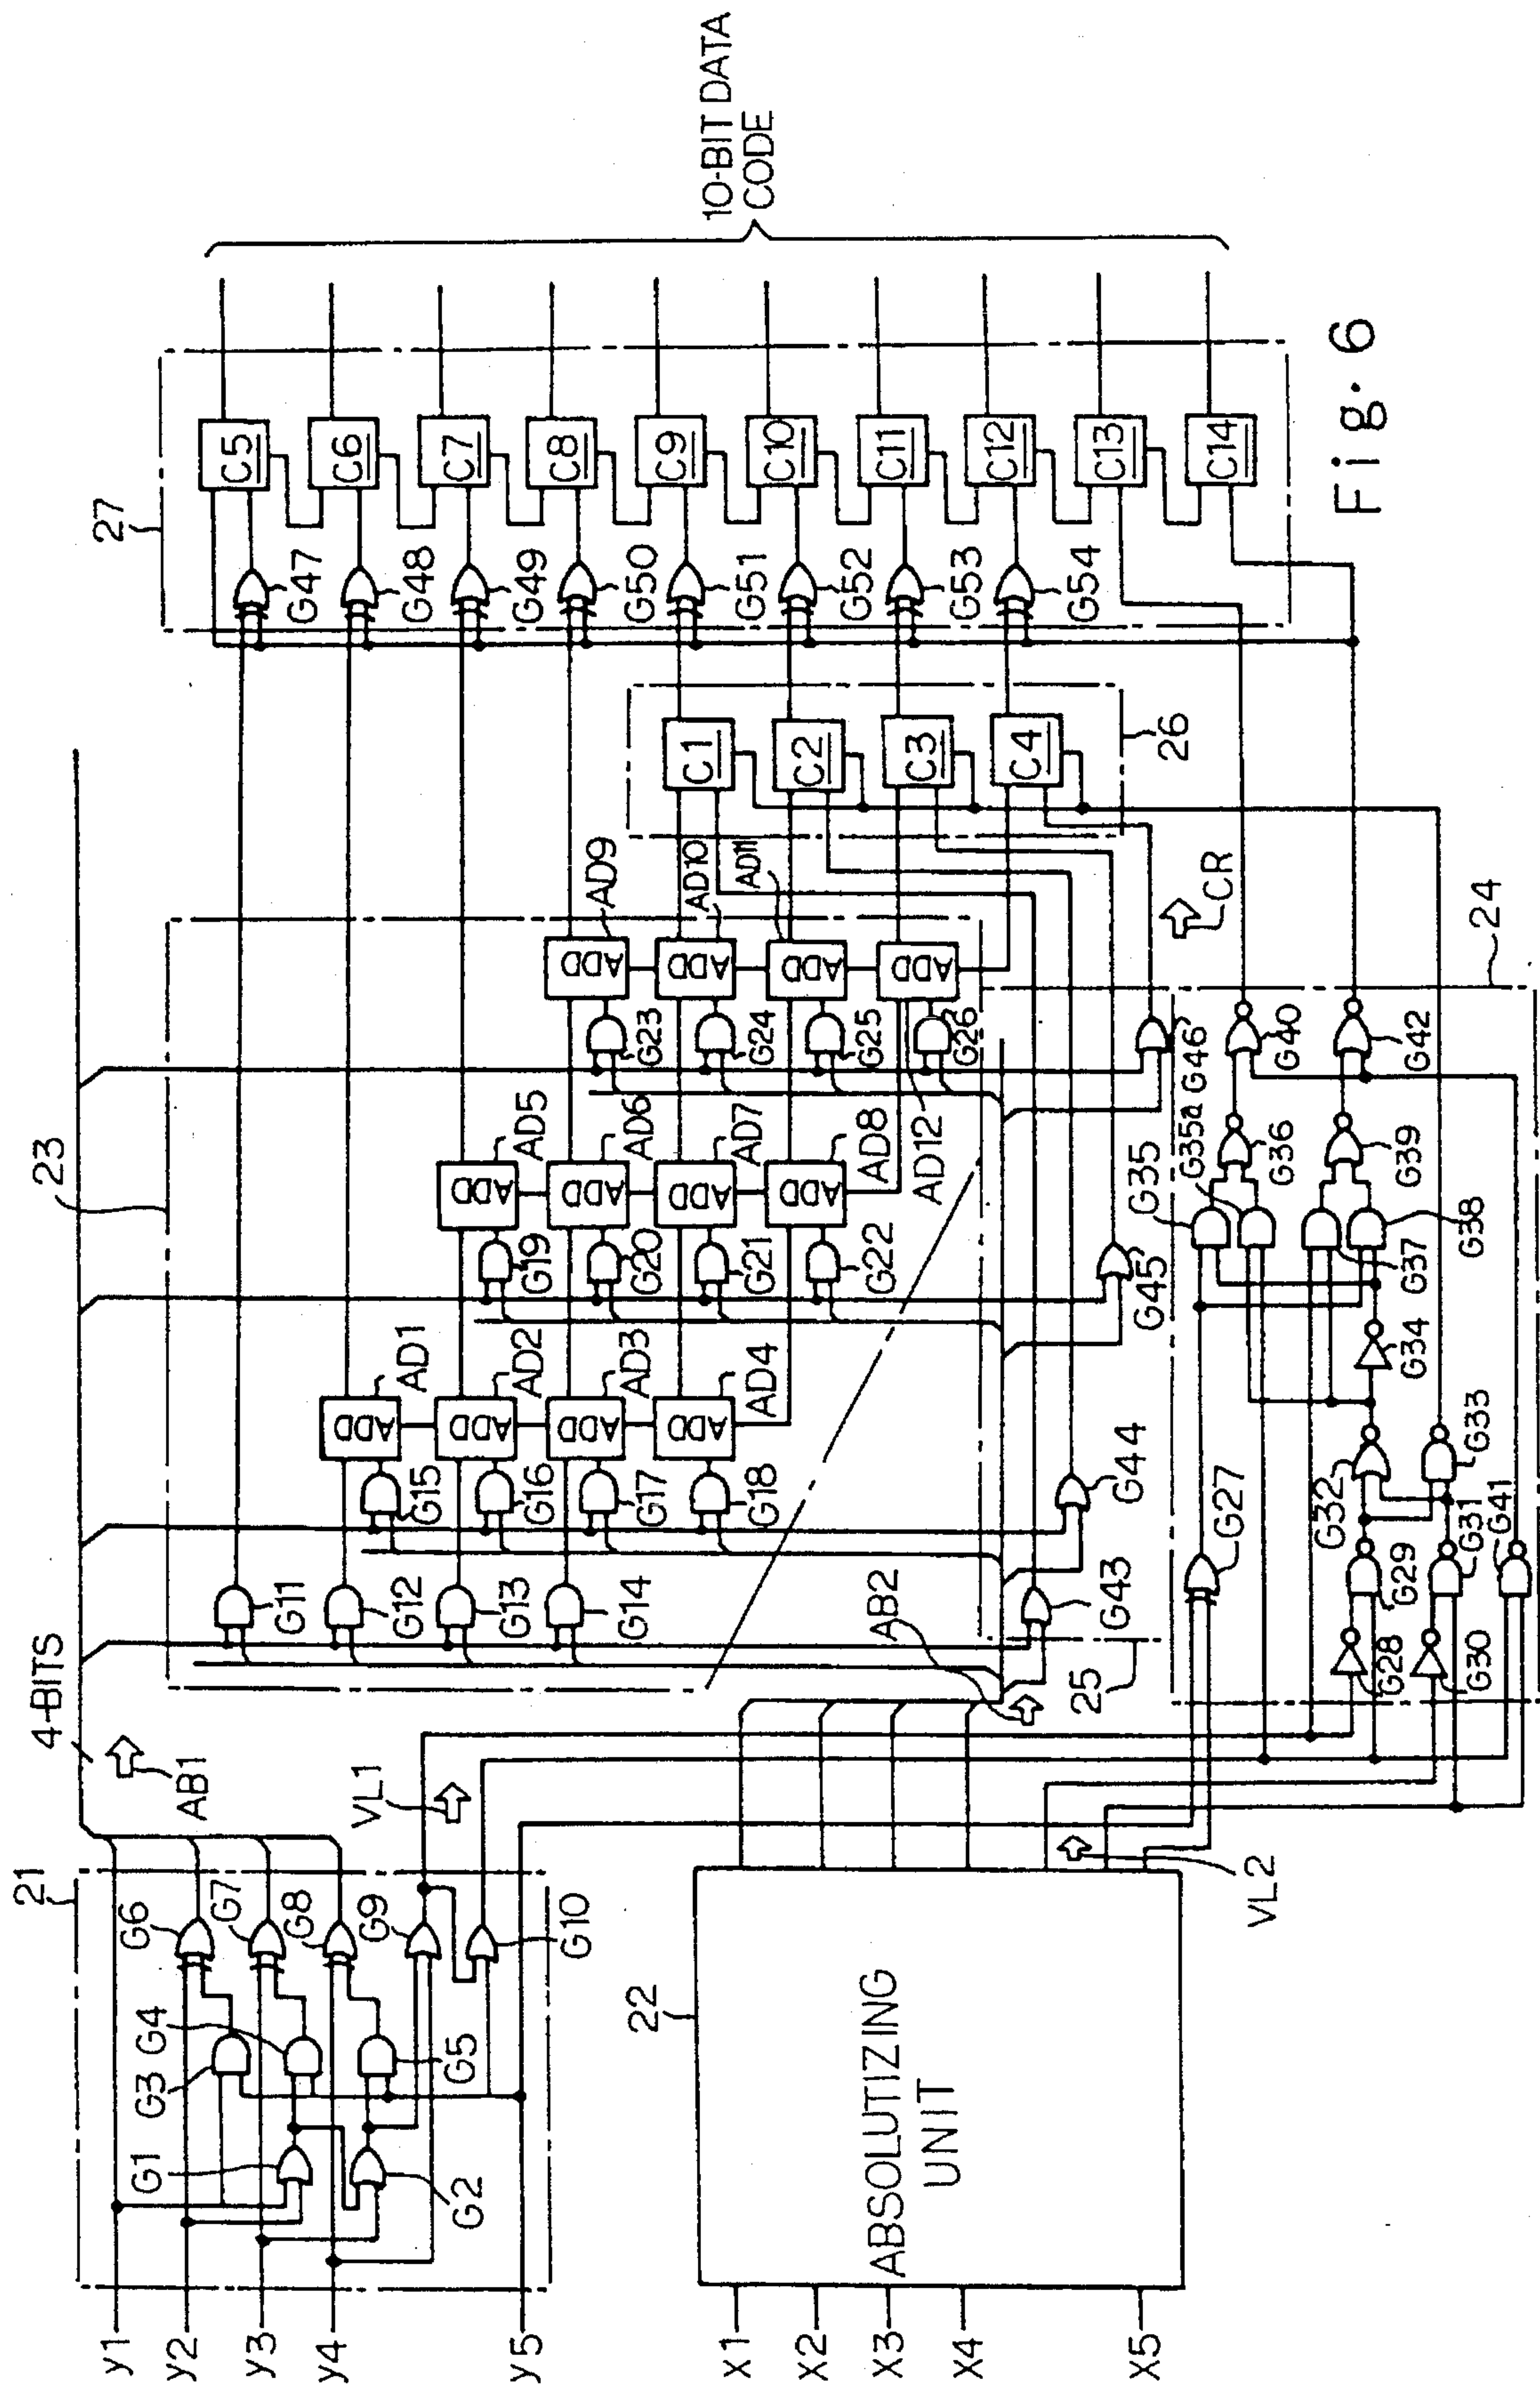 21
y1
y2
y3
y4
y5
G1
G2
G3
G4
G5
G6
G7
G8
G9
G10
4-BITS
AB1
VL1
22
ABSOLUTIZING
UNIT
X1
X2
X3
X4
X5
VL2
AB2
23
G11
G12
G13
G14
G15
G16
G17
G18
ADD
ADD
ADD
ADD
AD1
AD2
AD3
AD4
G19
G20
G21
G22
ADD
ADD
ADD
ADD
AD5
AD6
AD7
AD8
G23
G24
G25
G26
ADD
ADD
ADD
ADD
AD9
AD10
AD11
AD12
25
G43
G44
G45
G46
CR
24
G27
G28
G29
G30
G31
G41
G32
G33
G34
G35
G35a
G36
G37
G38
G39
G40
G42
26
C1
C2
C3
C4
27
G47
G48
G49
G50
G51
G52
G53
G54
C5
C6
C7
C8
C9
C10
C11
C12
C13
C14
10-BIT DATA
CODE
Fig. 6